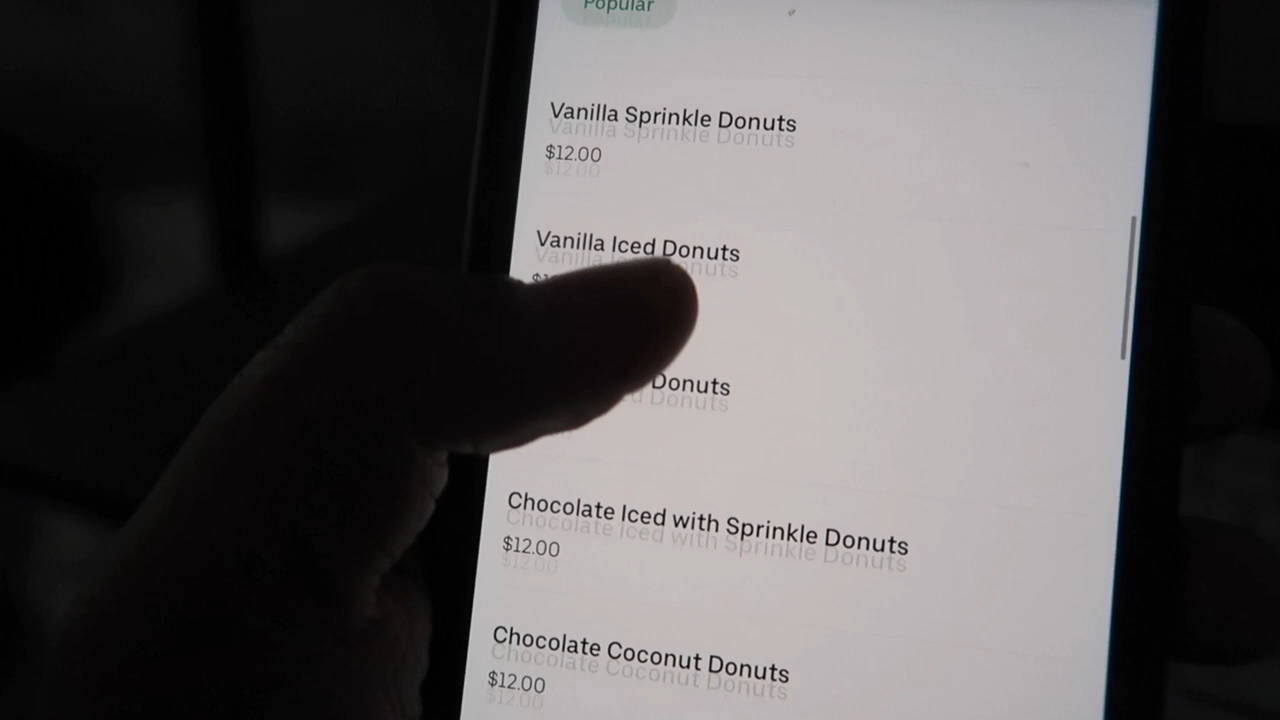 Popular
Vanilla Sprinkle Donuts
$12.00
Vanilla Iced Donuts
Donuts
Chocolate Iced with Sprinkle Donuts
$12.00
Chocolate Coconut Donuts
$12.00